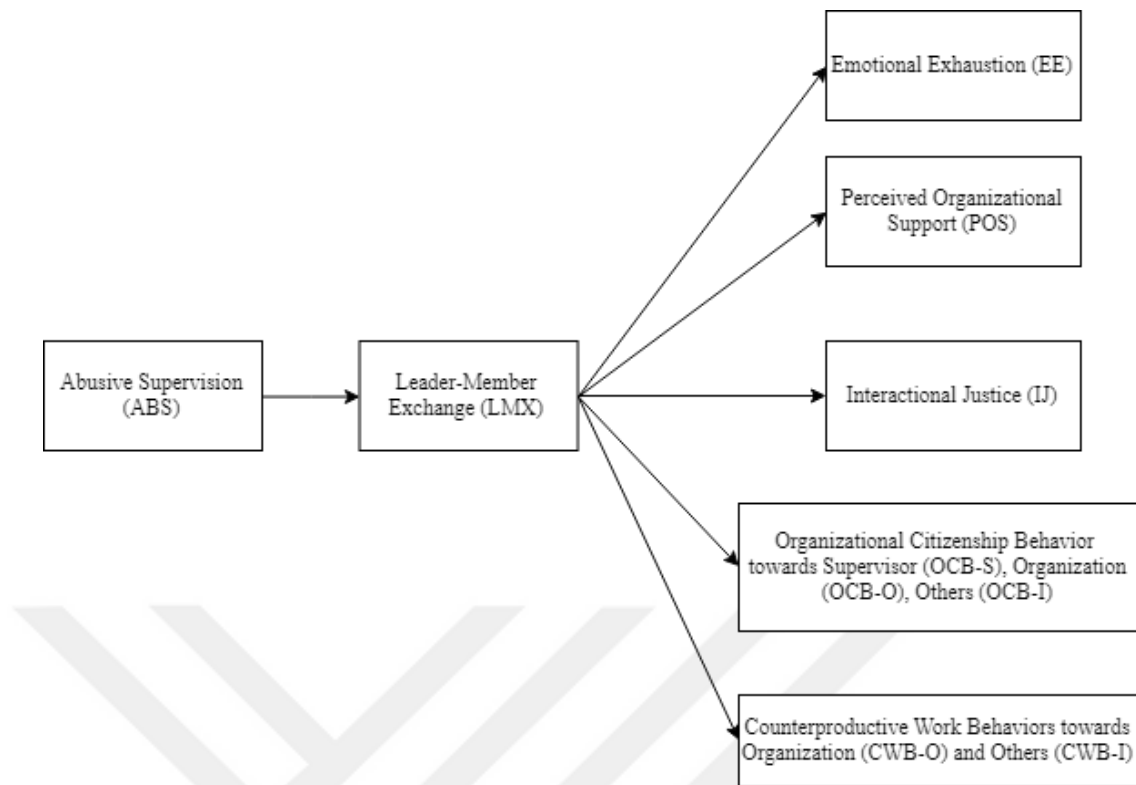 Emotional Exhaustion (EE)
Perceived Organizational
Support (POS)
Abusive Supervision
(ABS)
Leader-Member
Exchange (LMX)
Interactional Justice (IJ)
Organizational Citizenship Behavior
towards Supervisor (OCB-S), Organization
(OCB-O), Others (OCB-I)
Counterproductive Work Behaviors towards
Organization (CWB-O) and Others (CWB-I)